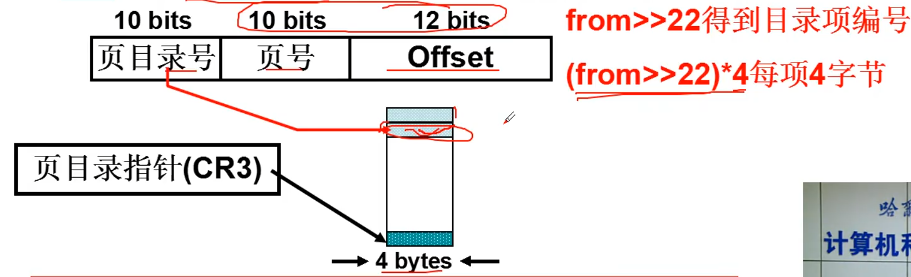 10 bits 10 bits 12 bits
页目录号 页号 Offset
from>>22得到目录项编号
(from>>22)*4每项4字节
页目录指针(CR3)
4 bytes
哈
计算机科